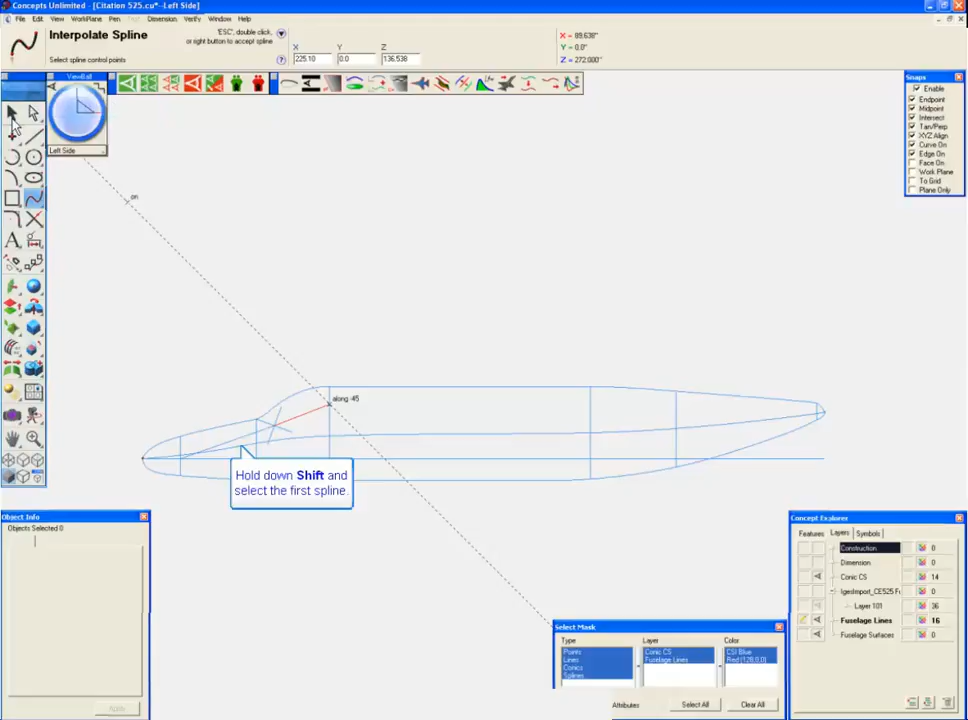 Concepts Unlimited - [Citation 525.cu*--Left Side]
File Edit View WorkPlane Pen Dimension Verify Window Help
Interpolate Spline
'ESC', double click,
or right button to accept spline
Select spline control points
X Y Z
225.10 0.0 136.538
X = 89.638"
Y = 0.0"
Z = 272.000"
ViewBall
Left Side
Snaps
Enable
Endpoint
Midpoint
Intersect
Tan/Perp
XYZ Align
Curve On
Edge On
Face On
Work Plane
To Grid
Plane Only
on
along -45
Hold down Shift and
select the first spline.
Object Info
Objects Selected 0
Apply
Select Mask
Type Layer Color
Points Conic CS CSI Blue
Lines Fuselage Lines Red (128,0,0)
Conics
Splines
Attributes Select All Clear All
Concept Explorer
Features Layers Symbols
Construction 0
Dimension 0
Conic CS 14
IgesImport_CE525 F 0
Layer 101 36
Fuselage Lines 16
Fuselage Surfaces 0